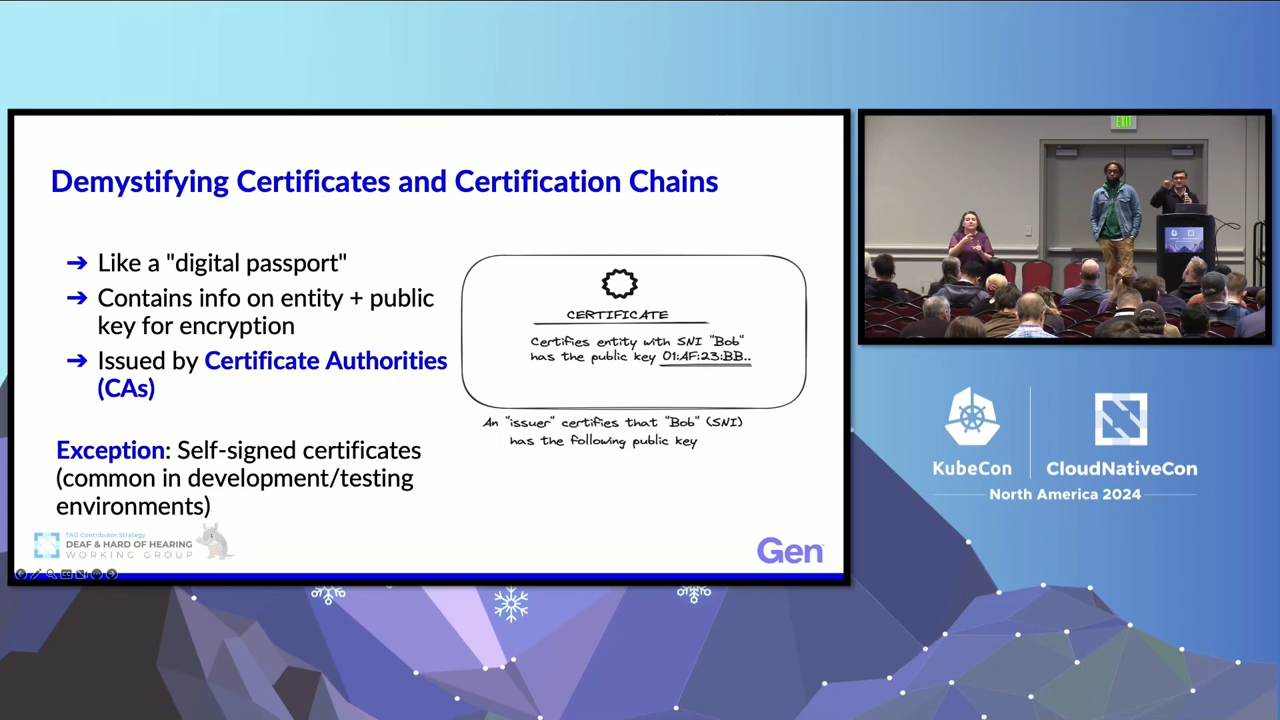 Demystifying Certificates and Certification Chains
➔ Like a "digital passport"
➔ Contains info on entity + public
key for encryption
➔ Issued by Certificate Authorities
(CAs)
Exception: Self-signed certificates
(common in development/testing
environments)
CERTIFICATE
Certifies entity with SNI "Bob"
has the public key 01:AF:23:BB..
An "issuer" certifies that "Bob" (SNI)
has the following public key
TAG Contributor Strategy
DEAF & HARD OF HEARING
WORKING GROUP
Gen
EXIT
KubeCon
CloudNativeCon
North America 2024